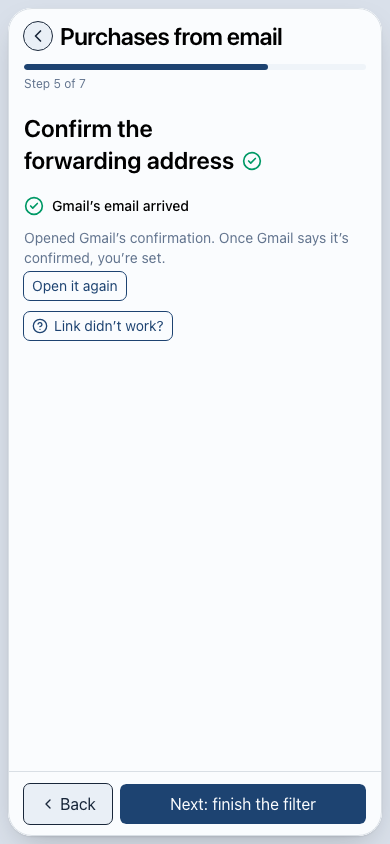 Purchases from email
Step 5 of 7
Confirm the
forwarding address
Gmail’s email arrived
Opened Gmail’s confirmation. Once Gmail says it’s
confirmed, you’re set.
Open it again
Link didn’t work?
Back
Next: finish the filter